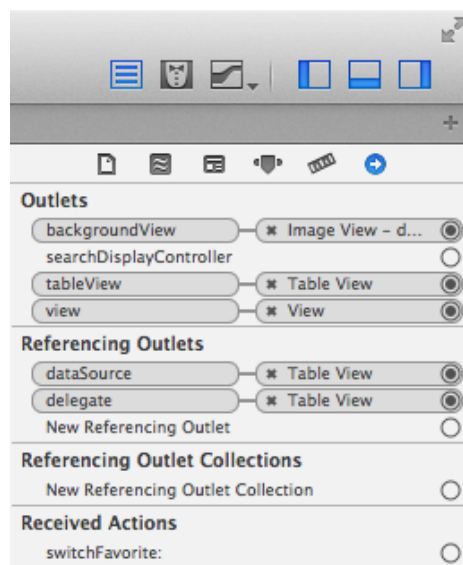 Outlets
backgroundView Image View – d...
searchDisplayController
tableView Table View
view View
Referencing Outlets
dataSource Table View
delegate Table View
New Referencing Outlet
Referencing Outlet Collections
New Referencing Outlet Collection
Received Actions
switchFavorite: